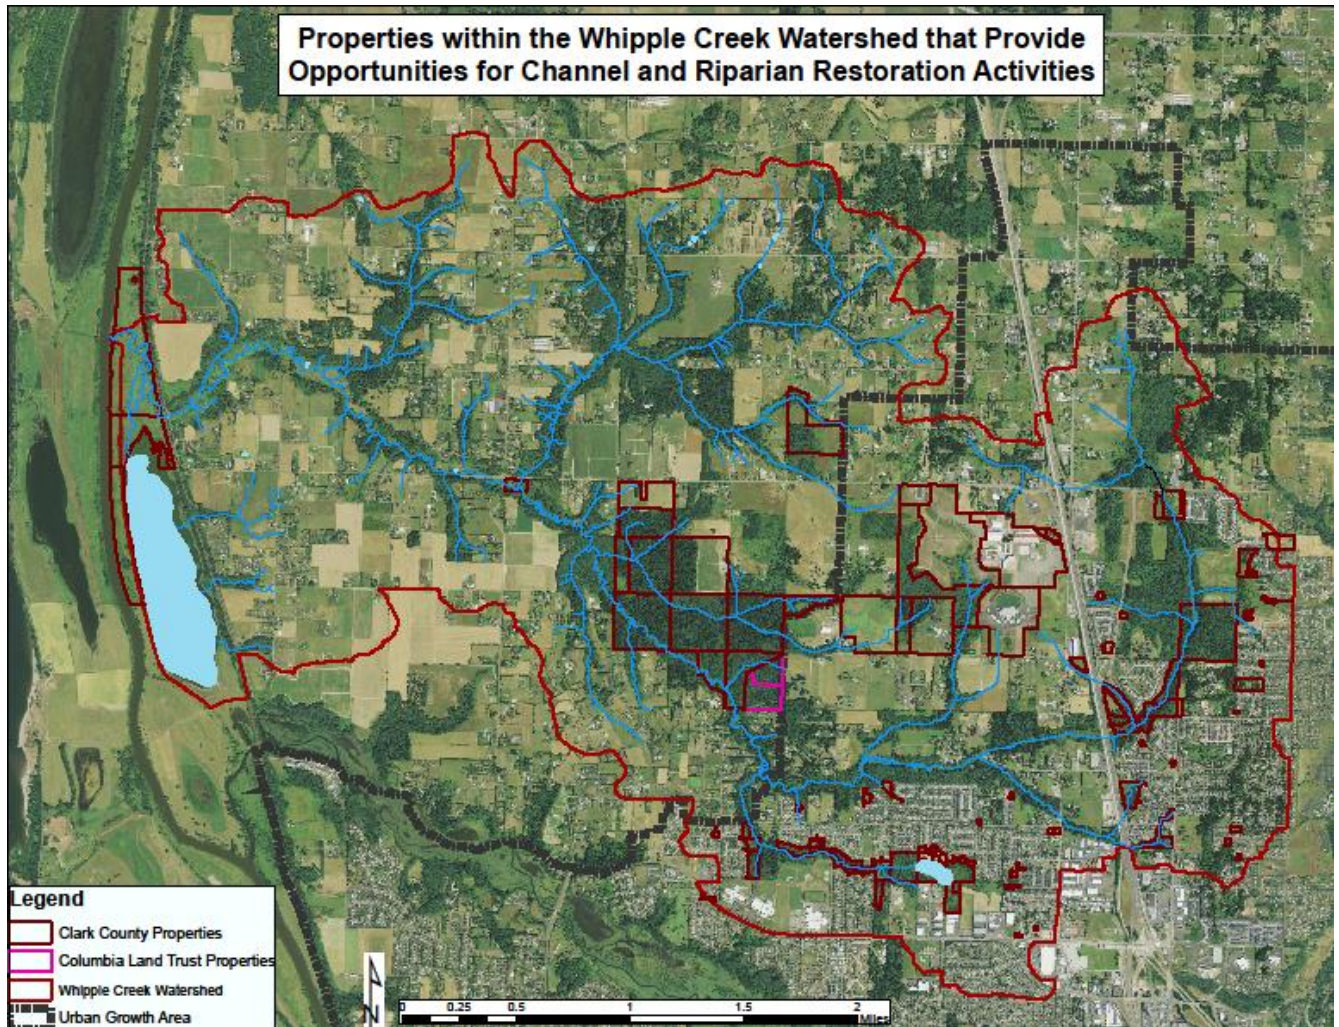 Properties within the Whipple Creek Watershed that Provide
Opportunities for Channel and Riparian Restoration Activities
Legend
Clark County Properties
Columbia Land Trust Properties
Whipple Creek Watershed
Urban Growth Area
N
0 0.25 0.5 1 1.5 2
Miles